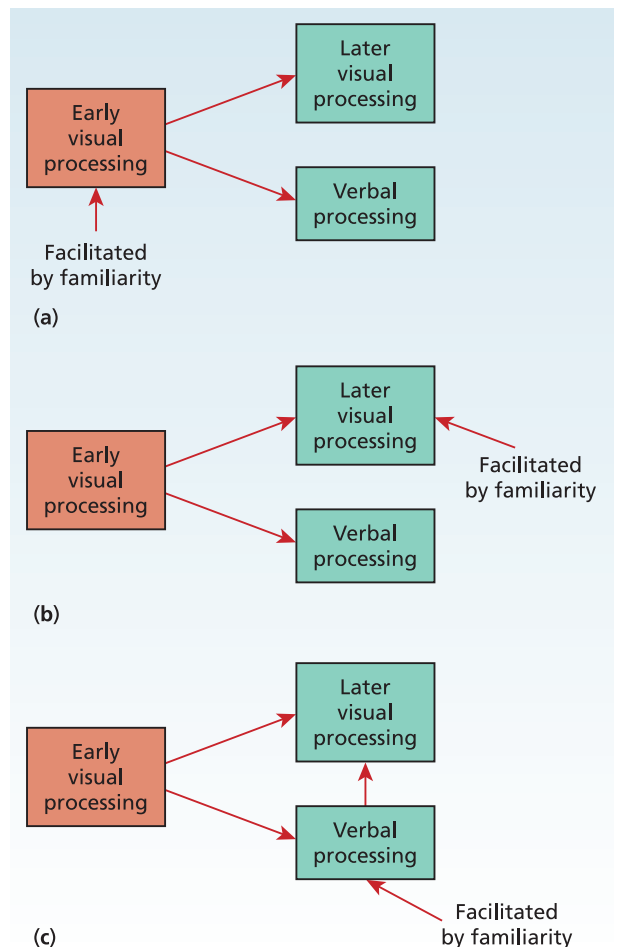 Later
visual
processing
Early
visual
processing
Verbal
processing
Facilitated
by familiarity
(a)
Later
visual
processing
Early
visual
processing
Facilitated
by familiarity
Verbal
processing
(b)
Later
visual
processing
Early
visual
processing
Verbal
processing
Facilitated
by familiarity
(c)